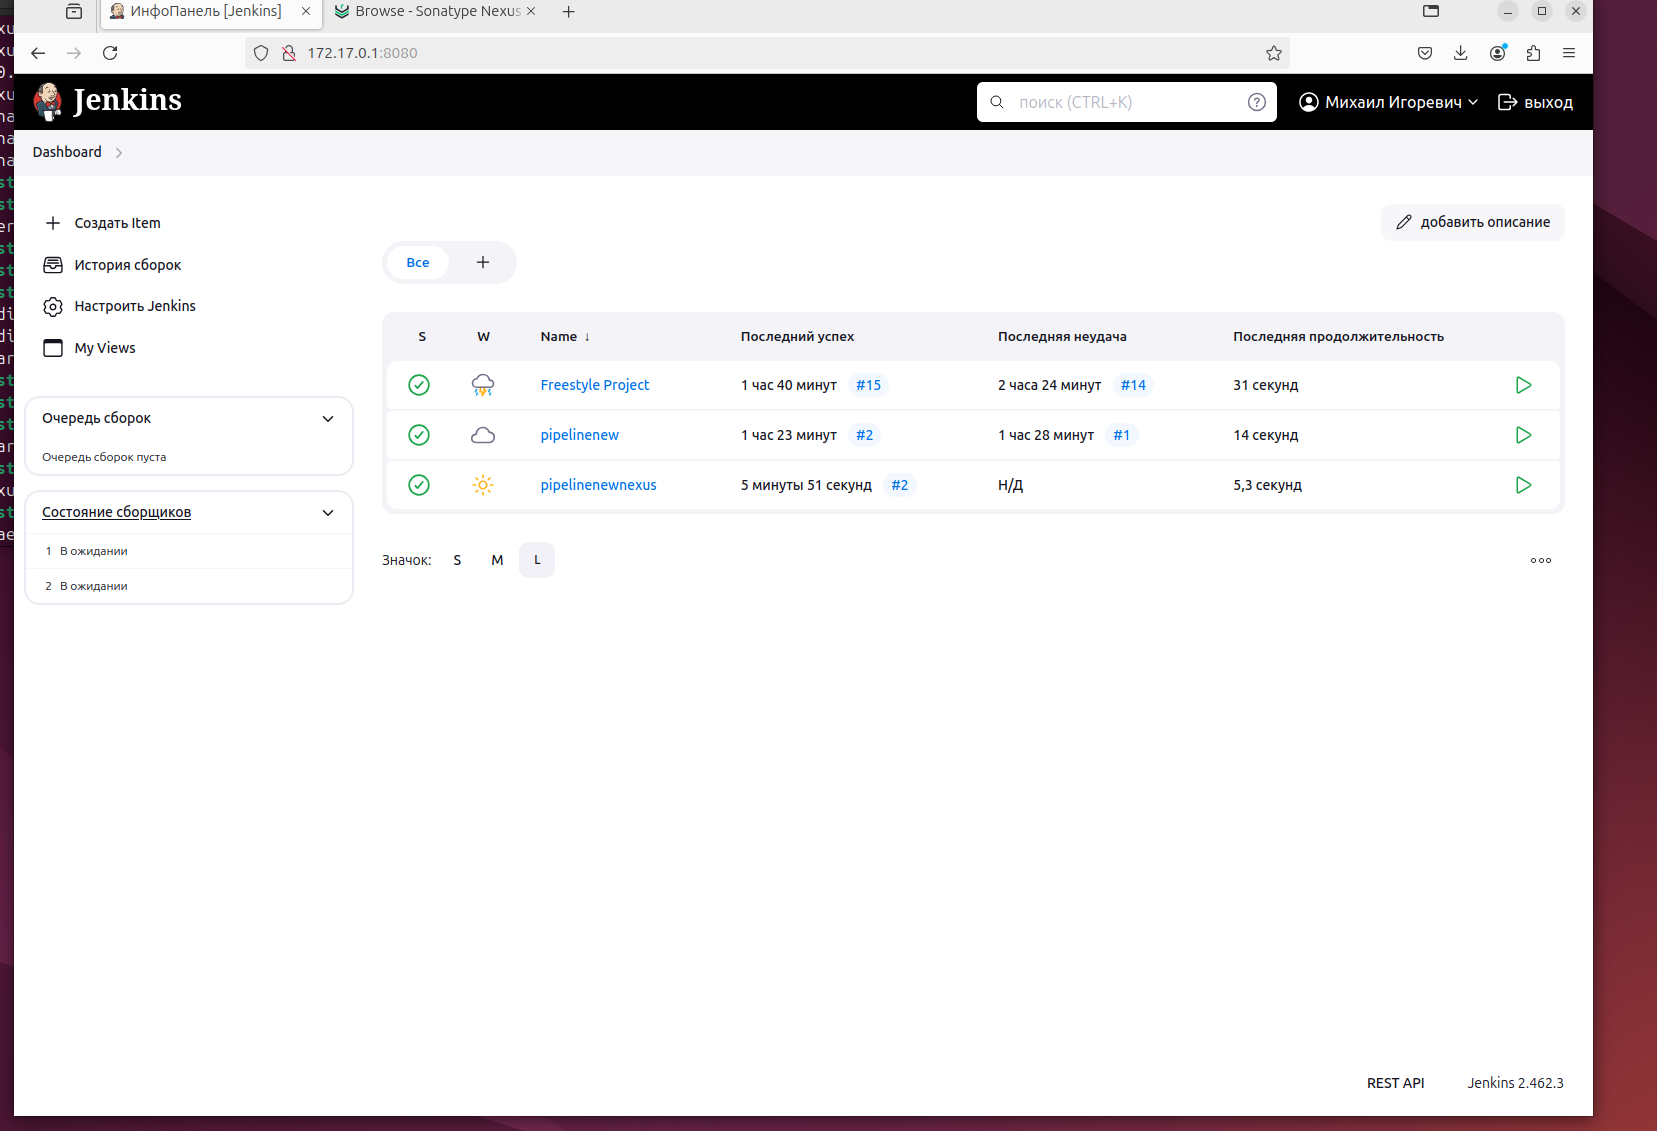 ИнфоПанель [Jenkins]
Browse - Sonatype Nexus
172.17.0.1:8080
Jenkins
поиск (CTRL+K)
Михаил Игоревич
выход
Dashboard
Создать Item
История сборок
Настроить Jenkins
My Views
Очередь сборок
Очередь сборок пуста
Состояние сборщиков
1 В ожидании
2 В ожидании
добавить описание
Все
S W Name ↓ Последний успех Последняя неудача Последняя продолжительность
Freestyle Project 1 час 40 минут #15 2 часа 24 минут #14 31 секунд
pipelinenew 1 час 23 минут #2 1 час 28 минут #1 14 секунд
pipelinenewnexus 5 минуты 51 секунд #2 Н/Д 5,3 секунд
Значок: S M L
REST API Jenkins 2.462.3